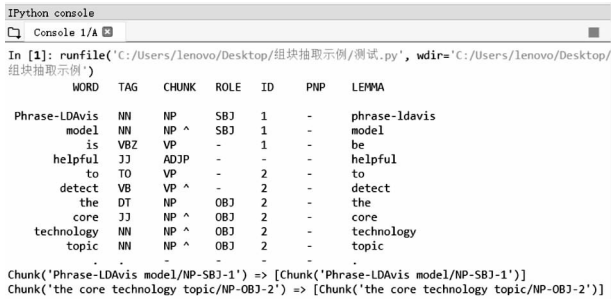 IPython console
Console 1/A
In [1]: runfile('C:/Users/lenovo/Desktop/组块抽取示例/测试.py', wdir='C:/Users/lenovo/Desktop/
组块抽取示例')
WORD TAG CHUNK ROLE ID PNP LEMMA
Phrase-LDAvis NN NP SBJ 1 - phrase-ldavis
model NN NP ^ SBJ 1 - model
is VBZ VP - 1 - be
helpful JJ ADJP - - - helpful
to TO VP - 2 - to
detect VB VP ^ - 2 - detect
the DT NP OBJ 2 - the
core JJ NP ^ OBJ 2 - core
technology NN NP ^ OBJ 2 - technology
topic NN NP ^ OBJ 2 - topic
. . - - - - .
Chunk('Phrase-LDAvis model/NP-SBJ-1') => [Chunk('Phrase-LDAvis model/NP-SBJ-1')]
Chunk('the core technology topic/NP-OBJ-2') => [Chunk('the core technology topic/NP-OBJ-2')]